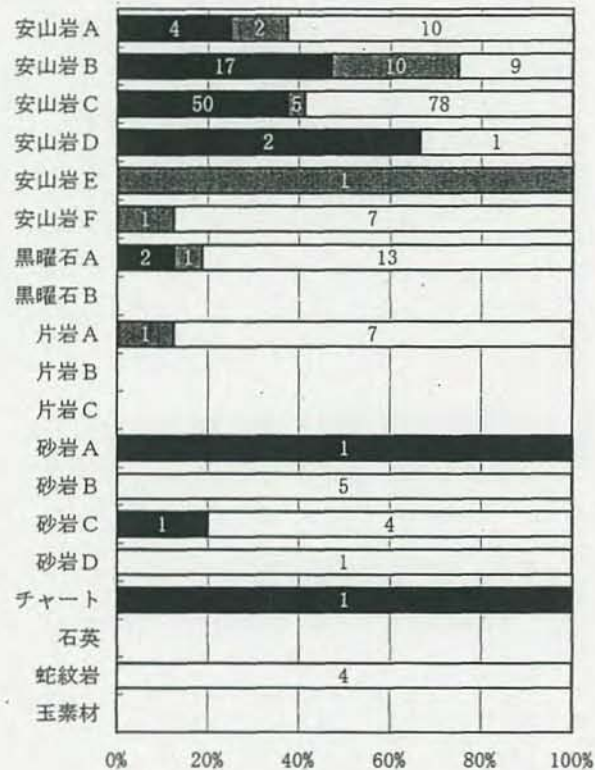 安山岩A 4 2 10
安山岩B 17 10 9
安山岩C 50 5 78
安山岩D 2 1
安山岩E 1
安山岩F 1 7
黒曜石A 2 1 13
黒曜石B
片岩A 1 7
片岩B
片岩C
砂岩A 1
砂岩B 5
砂岩C 1 4
砂岩D 1
チャート 1
石英
蛇紋岩 4
玉素材
0% 20% 40% 60% 80% 100%